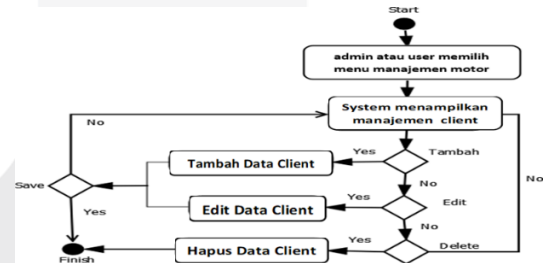 Start
admin atau user memilih
menu manajemen motor
System menampilkan
manajemen client
No
Yes
Tambah
Tambah Data Client
No
No
Save
Yes
Edit
Edit Data Client
Yes
No
Yes
Delete
Hapus Data Client
Finish